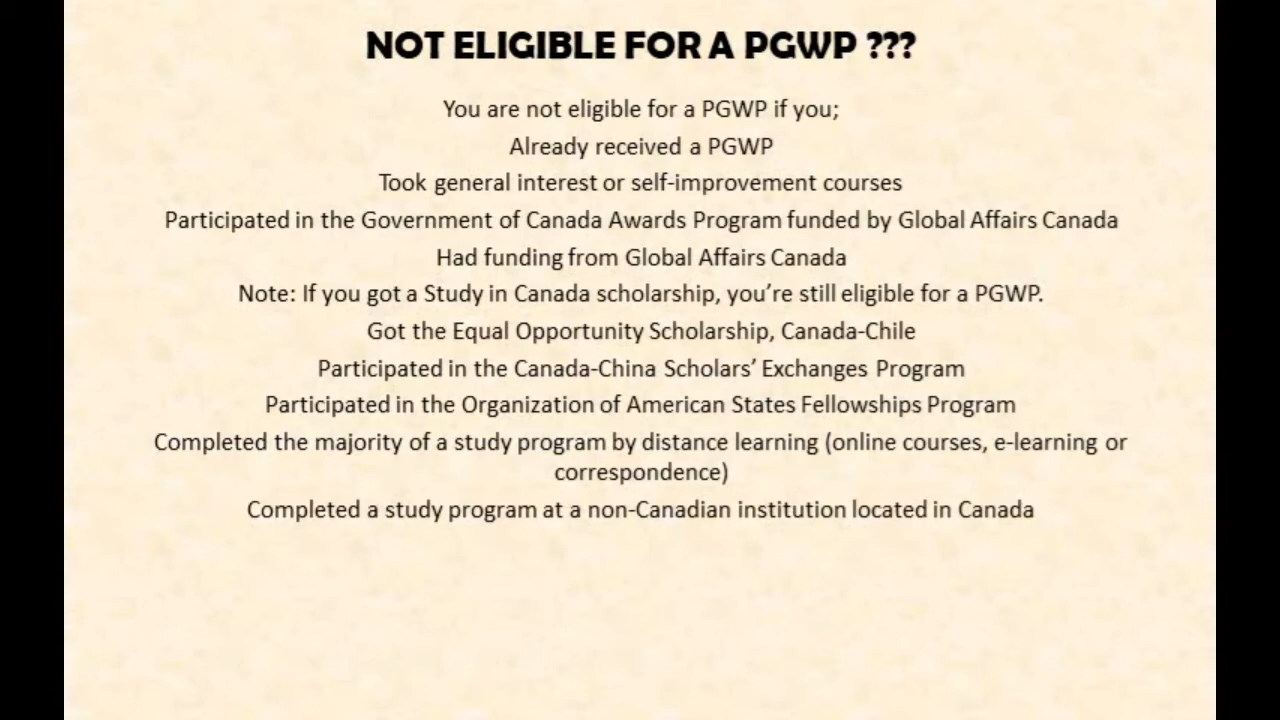 NOT ELIGIBLE FOR A PGWP ???
You are not eligible for a PGWP if you;
Already received a PGWP
Took general interest or self-improvement courses
Participated in the Government of Canada Awards Program funded by Global Affairs Canada
Had funding from Global Affairs Canada
Note: If you got a Study in Canada scholarship, you’re still eligible for a PGWP.
Got the Equal Opportunity Scholarship, Canada-Chile
Participated in the Canada-China Scholars’ Exchanges Program
Participated in the Organization of American States Fellowships Program
Completed the majority of a study program by distance learning (online courses, e-learning or
correspondence)
Completed a study program at a non-Canadian institution located in Canada